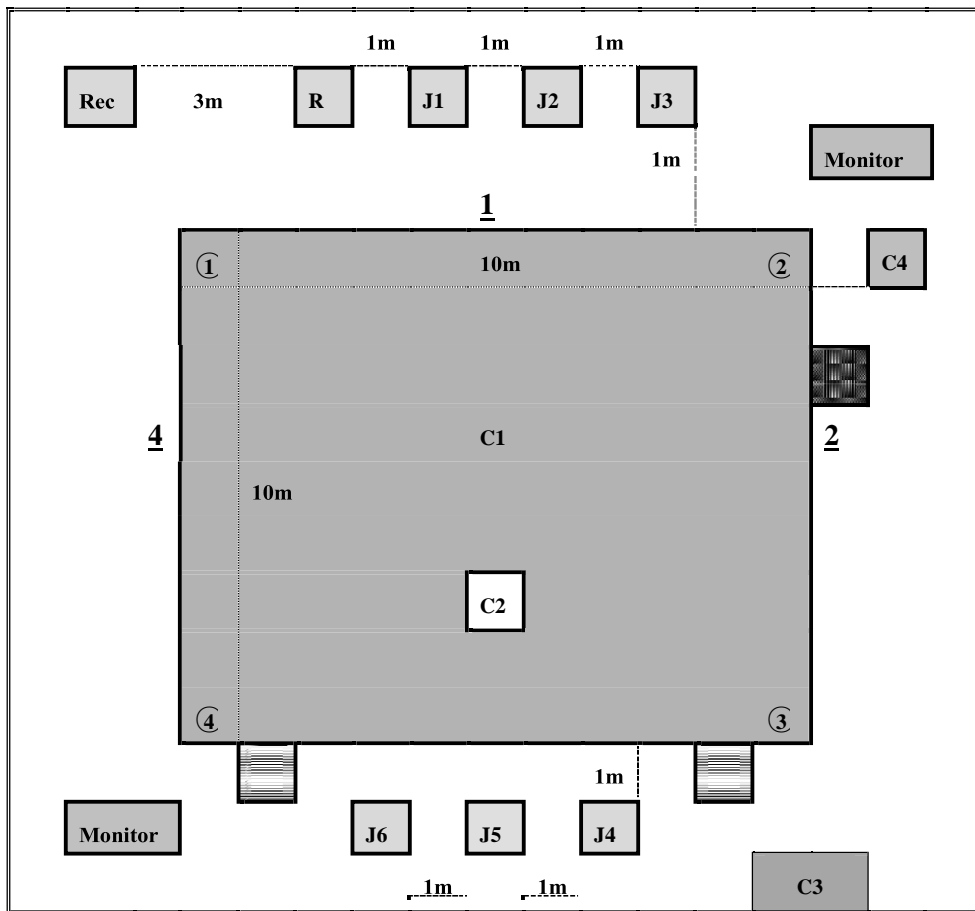 1m 1m 1m
Rec 3m R J1 J2 J3
1m Monitor
1
① 10m ② C4
4 C1 2
10m
C2
④ ③
1m
Monitor J6 J5 J4
1m 1m C3